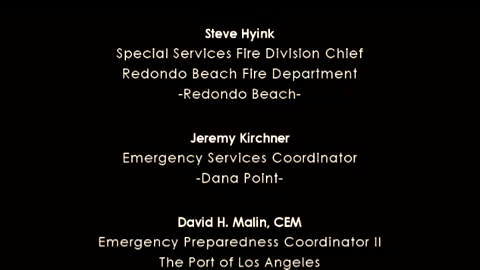 Steve Hyink
Special Services Fire Division Chief
Redondo Beach Fire Department
-Redondo Beach-
Jeremy Kirchner
Emergency Services Coordinator
-Dana Point-
David H. Malin, CEM
Emergency Preparedness Coordinator II
The Port of Los Angeles